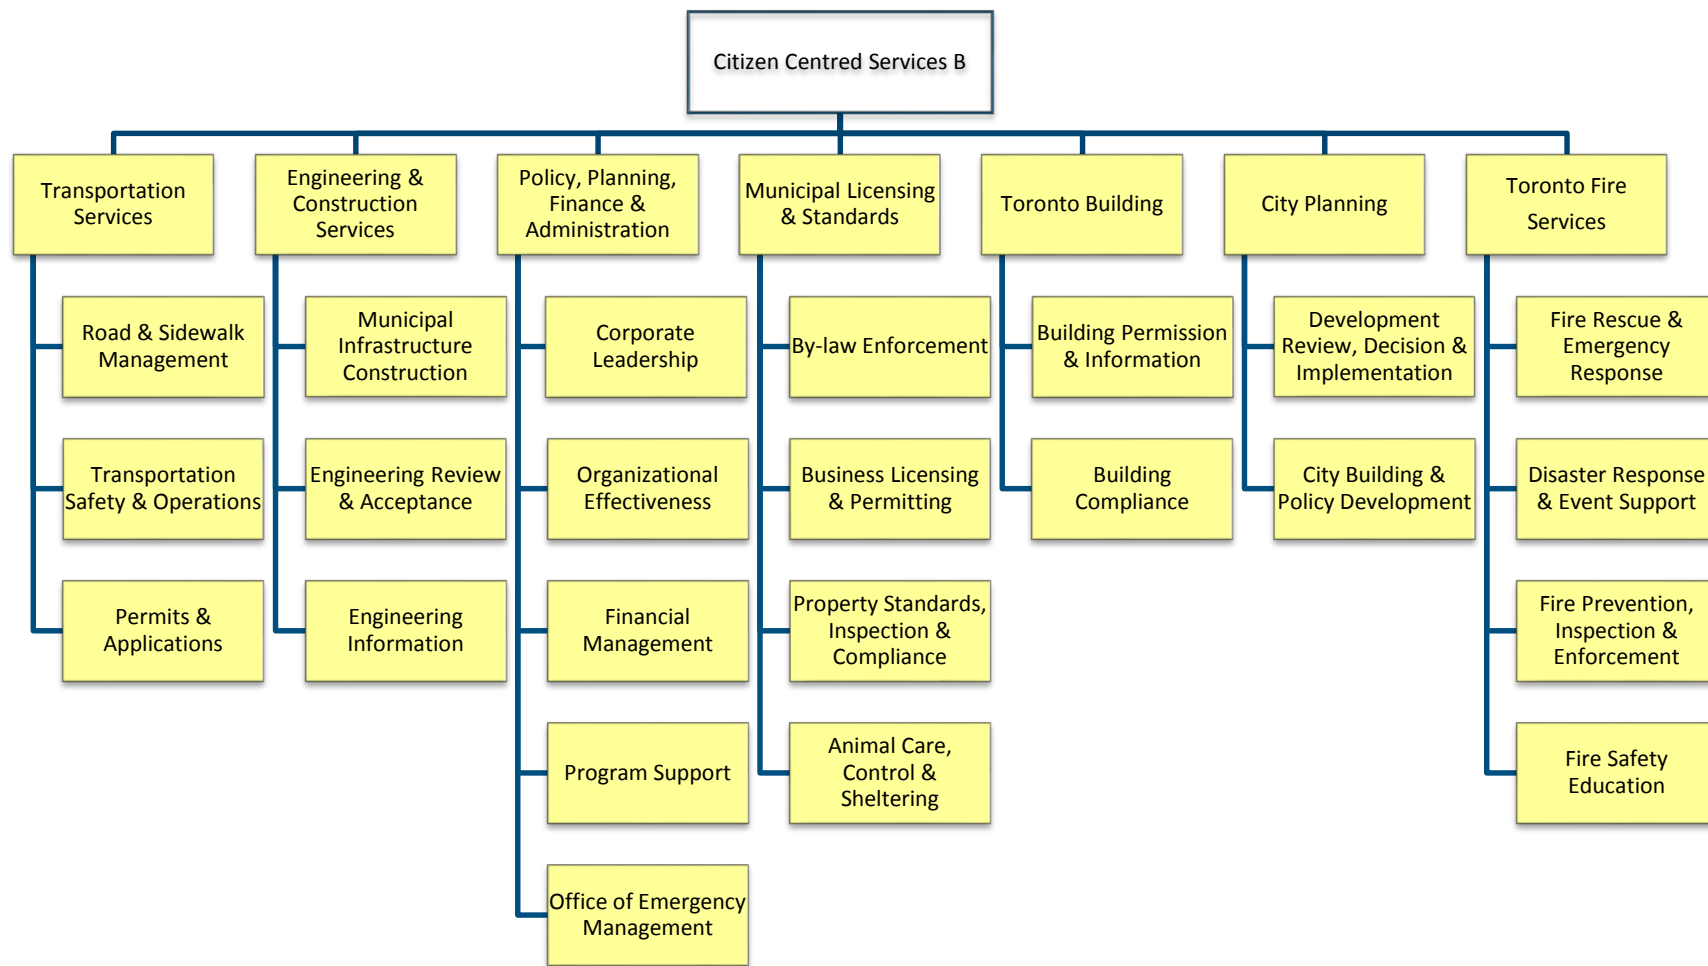 Citizen Centred Services B
Transportation
Services
Engineering &
Construction
Services
Policy, Planning,
Finance &
Administration
Municipal Licensing
& Standards
Toronto Building
City Planning
Toronto Fire
Services
Road & Sidewalk
Management
Transportation
Safety & Operations
Permits &
Applications
Municipal
Infrastructure
Construction
Engineering Review
& Acceptance
Engineering
Information
Corporate
Leadership
Organizational
Effectiveness
Financial
Management
Program Support
Office of Emergency
Management
By-law Enforcement
Business Licensing
& Permitting
Property Standards,
Inspection &
Compliance
Animal Care,
Control &
Sheltering
Building Permission
& Information
Building
Compliance
Development
Review, Decision &
Implementation
City Building &
Policy Development
Fire Rescue &
Emergency
Response
Disaster Response
& Event Support
Fire Prevention,
Inspection &
Enforcement
Fire Safety
Education